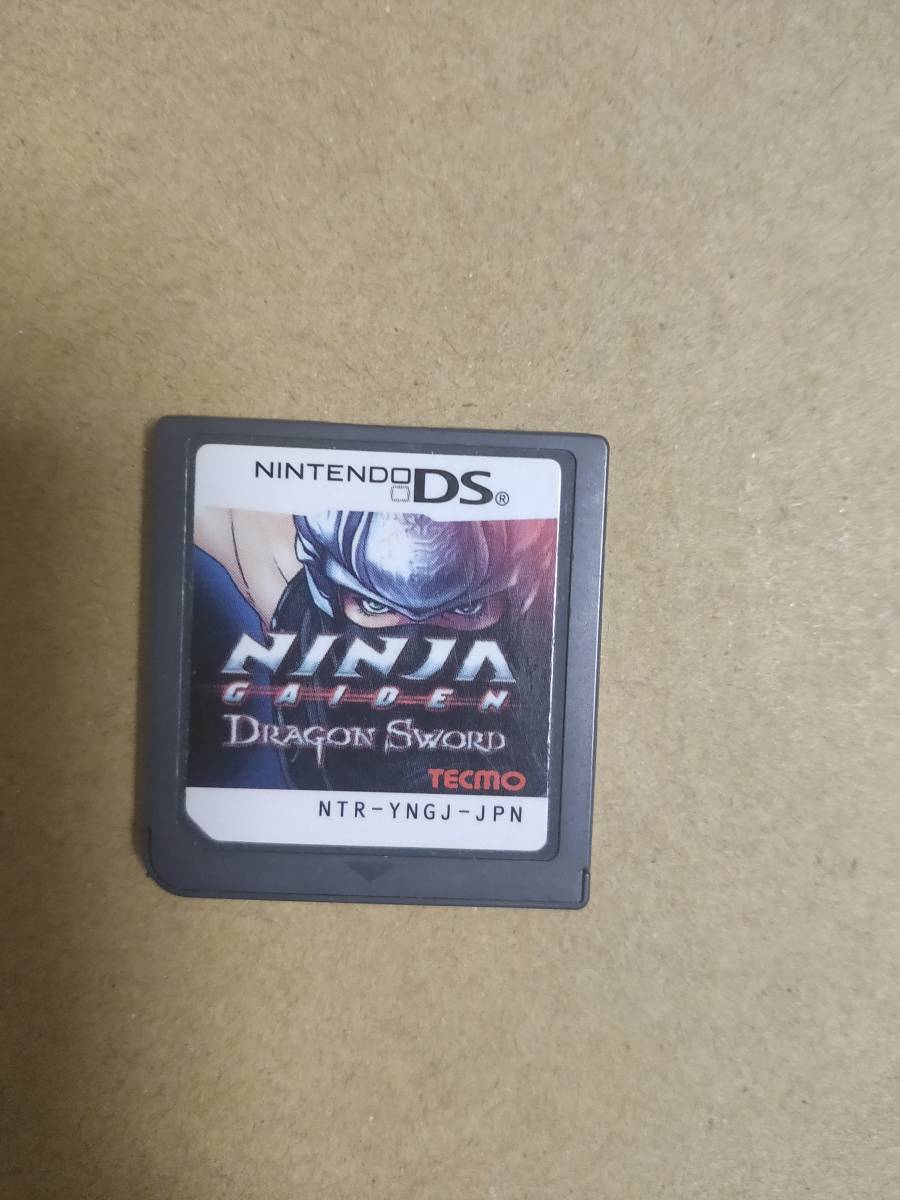 NINTENDO DS®
NINJA
GAIDEN
DRAGON SWORD
TECMO
NTR-YNGJ-JPN